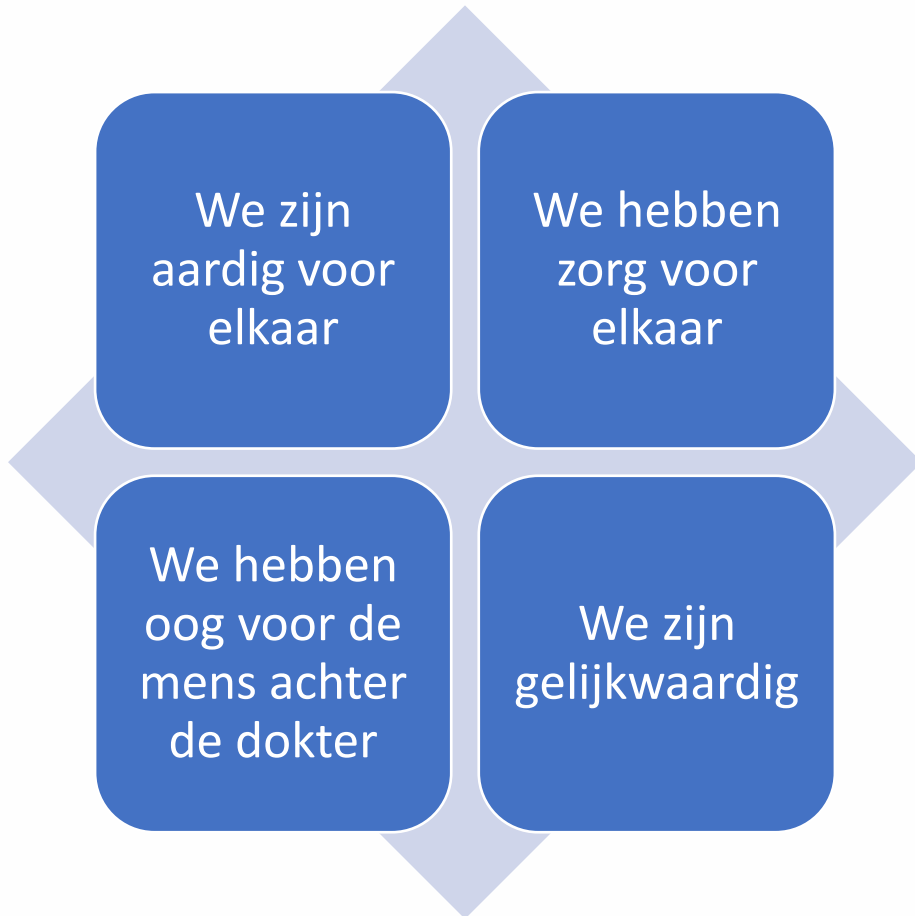 We zijn
aardig voor
elkaar
We hebben
zorg voor
elkaar
We hebben
oog voor de
mens achter
de dokter
We zijn
gelijkwaardig